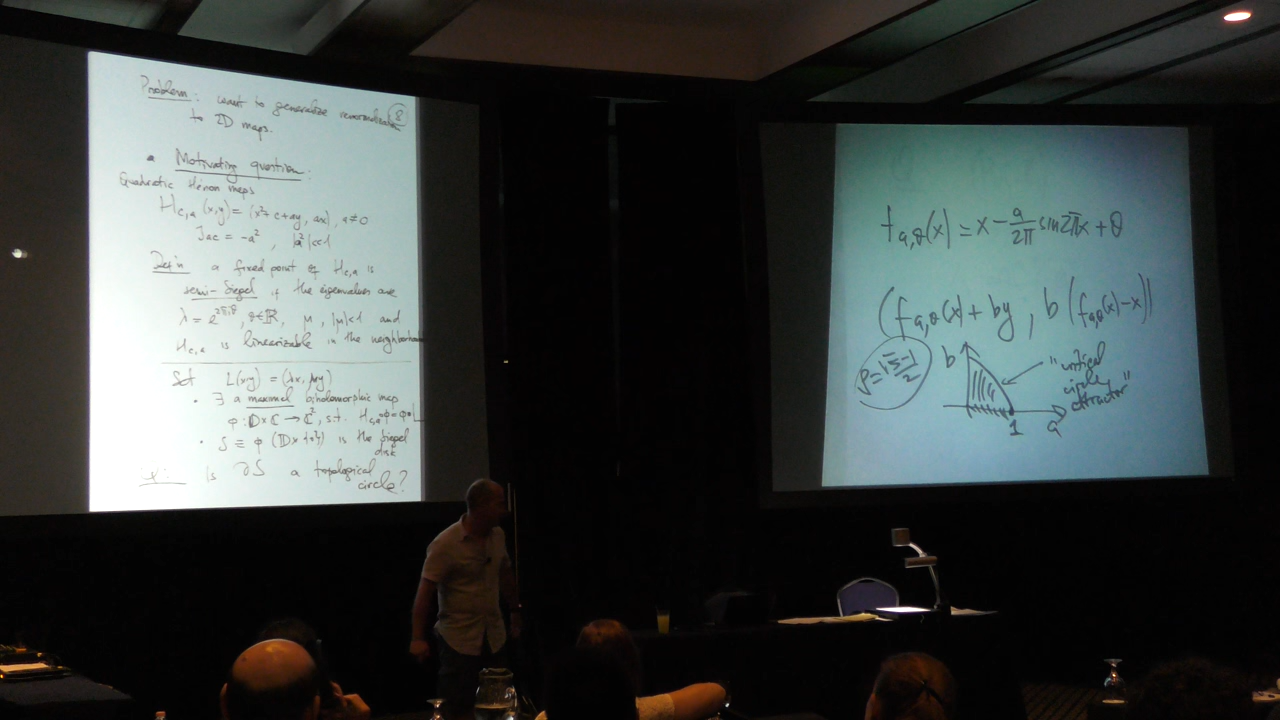 Problem: want to generalize renormalization
8
to 2D maps.
Motivating question:
Quadratic Hénon maps
H_{c,a}(x,y) = (x²+c+ay, ax), a≠0
Jac = -a², |a²|<1
Def'n a fixed point of H_{c,a} is
semi-Siegel if the eigenvalues are
λ = e^{2πiθ}, θ∈ℝ, μ, |μ|<1 and
H_{c,a} is linearizable in the neighborhood
Set L(x,y) = (λx, μy)
• ∃ a maximal biholomorphic map
φ: 𝔻×ℂ → ℂ², s.t. H_{c,a}∘φ=φ∘L
• S ≡ φ(𝔻×{0}) is the Siegel
disk
Is ∂S a topological
circle?
f_{a,θ}(x) = x - a/2π sin2πx + θ
(f_{a,θ}(x) + by, b(f_{a,θ}(x)-x))
ρ = (√5-1)/2
b
"critical
circle
attractor"
1
a